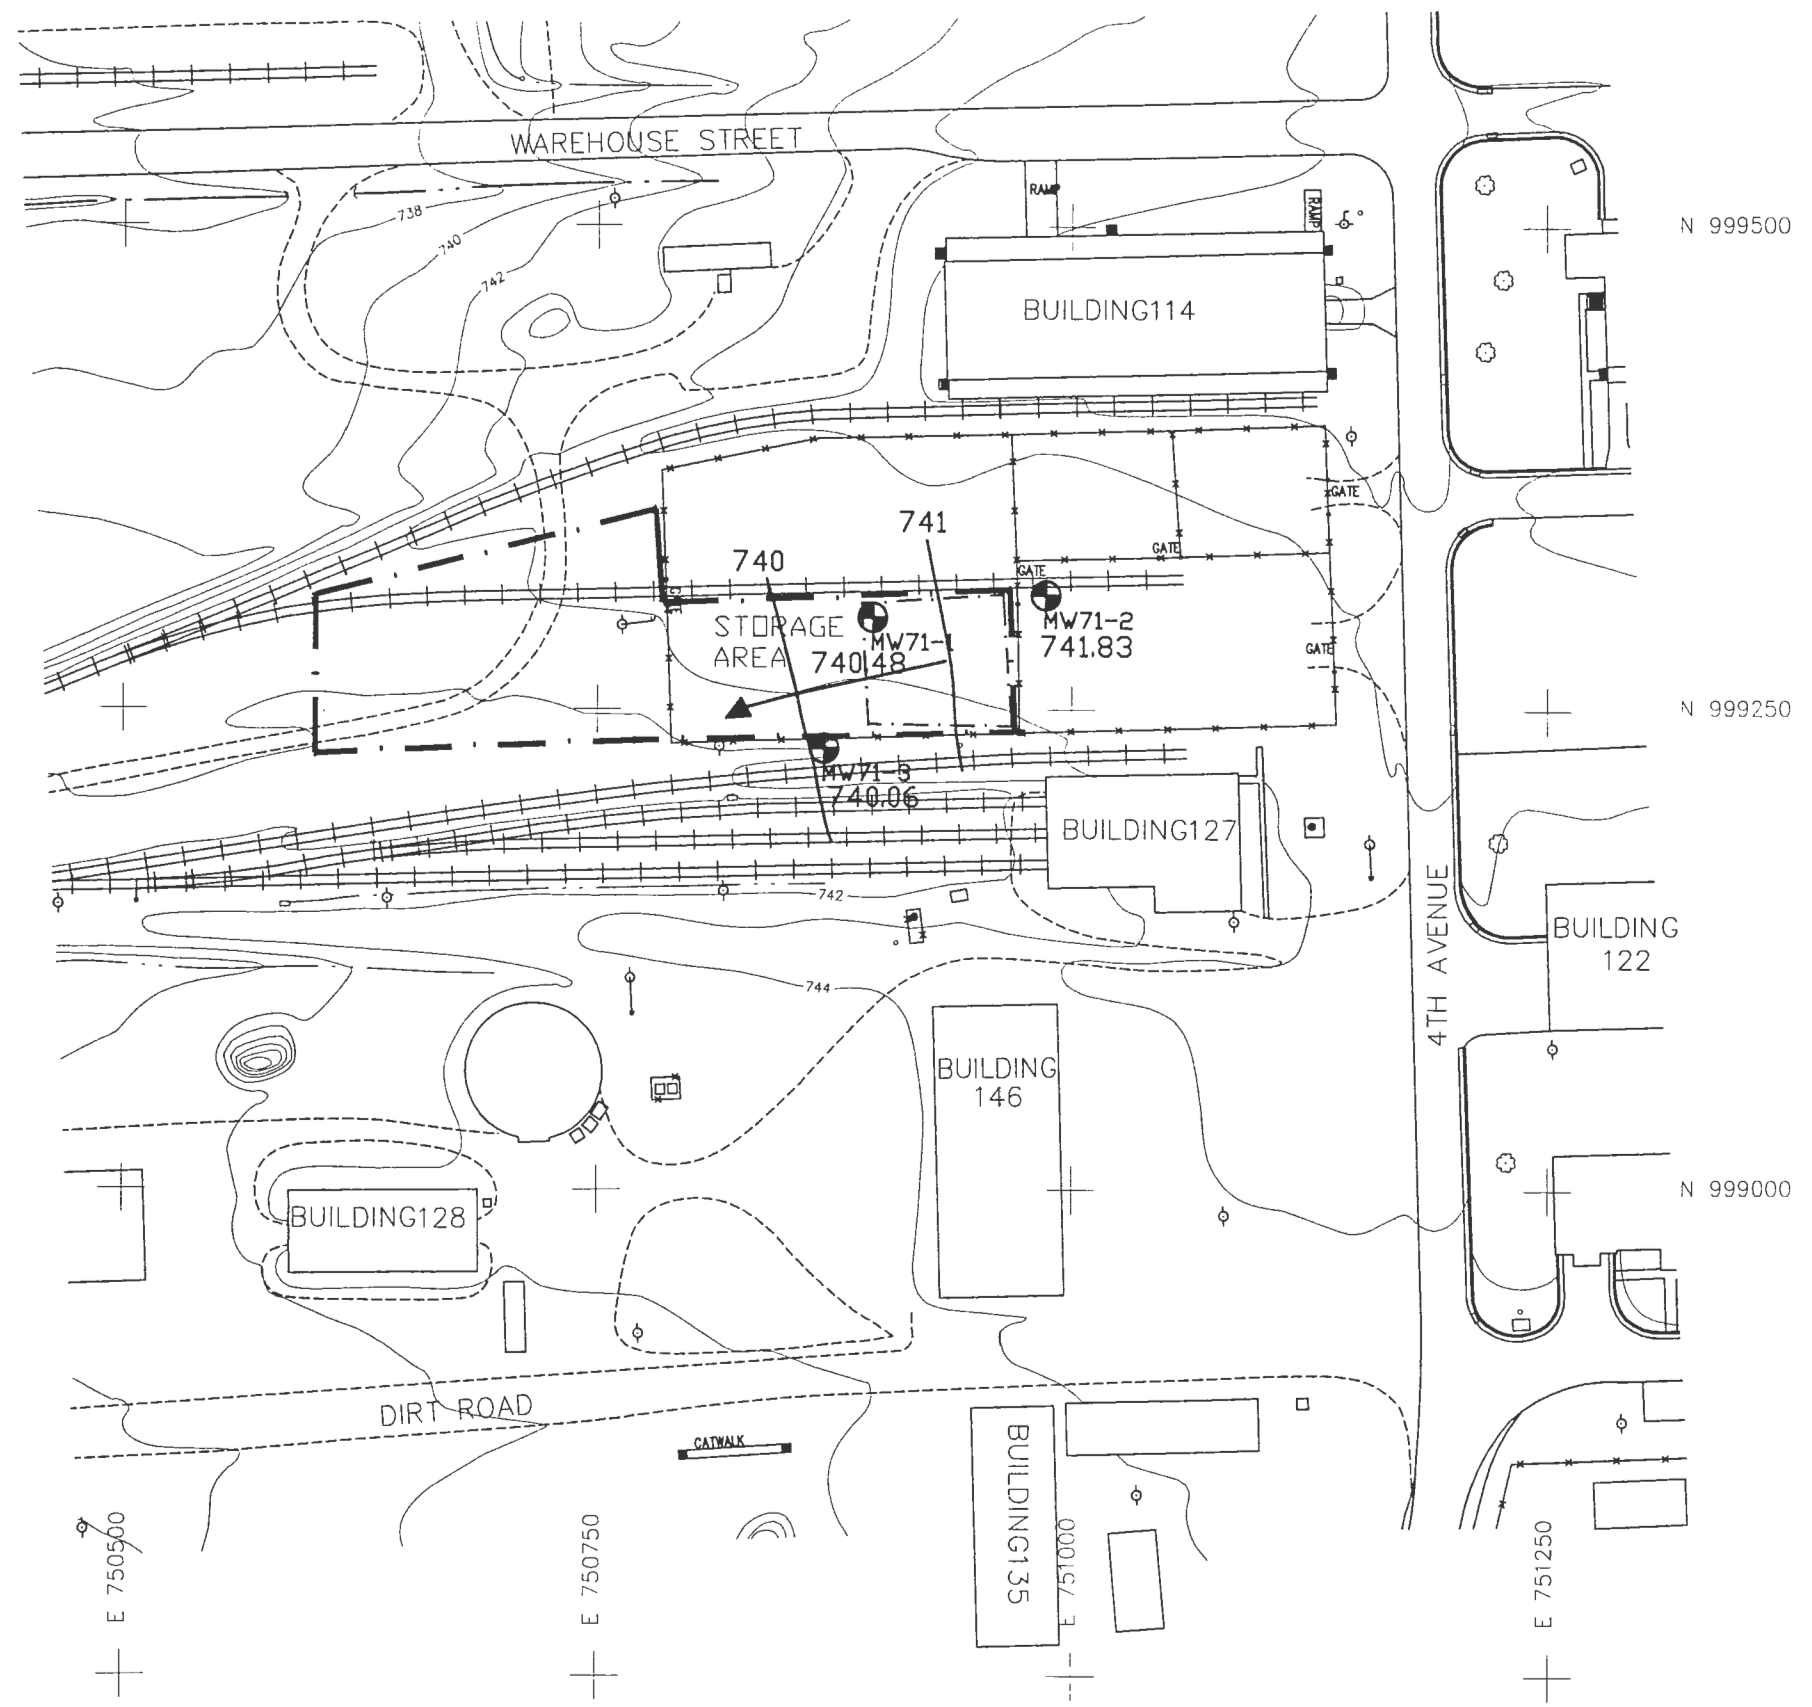 WAREHOUSE STREET
RAMP
RAMP
738
740
742
N 999500
BUILDING114
GATE
741
GATE
740
GATE
GATE
STORAGE
AREA
MW71-1
740.48
MW71-2
741.83
GATE
N 999250
MW71-3
740.06
BUILDING127
742
4TH AVENUE
BUILDING
122
744
BUILDING
146
N 999000
BUILDING128
DIRT ROAD
CATWALK
BUILDING135
E 750500
E 750750
E 751000
E 751250